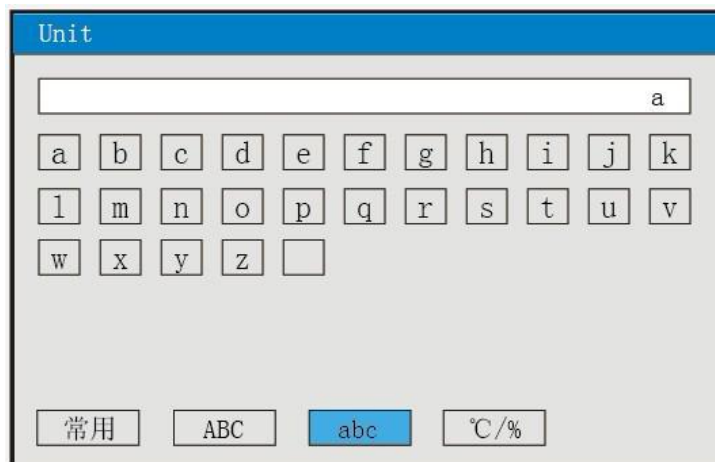 Unit
a
a b c d e f g h i j k
l m n o p q r s t u v
w x y z
常用 ABC abc ℃/%